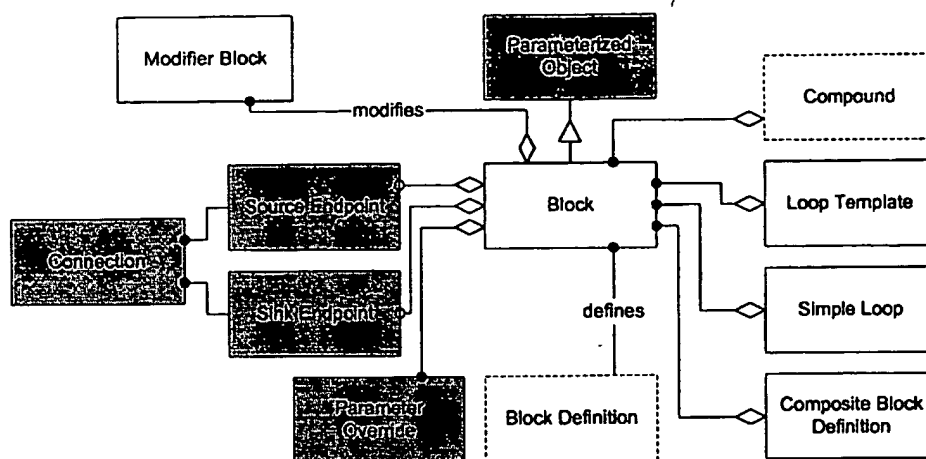 Modifier Block
Parameterized
Object
Compound
modifies
Source Endpoint
Block
Loop Template
Connection
Sink Endpoint
defines
Simple Loop
Parameter
Override
Block Definition
Composite Block
Definition